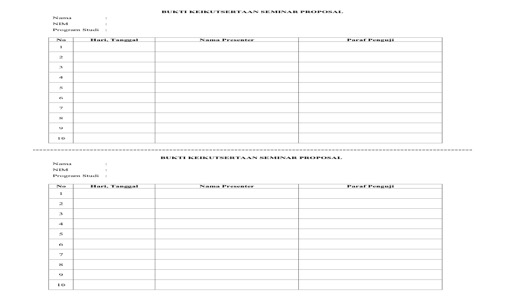 BUKTI KEIKUTSERTAAN SEMINAR PROPOSAL
Nama :
NIM :
Program Studi :
No Hari, Tanggal Nama Presenter Paraf Penguji
1
2
3
4
5
6
7
8
9
10
BUKTI KEIKUTSERTAAN SEMINAR PROPOSAL
Nama :
NIM :
Program Studi :
No Hari, Tanggal Nama Presenter Paraf Penguji
1
2
3
4
5
6
7
8
9
10